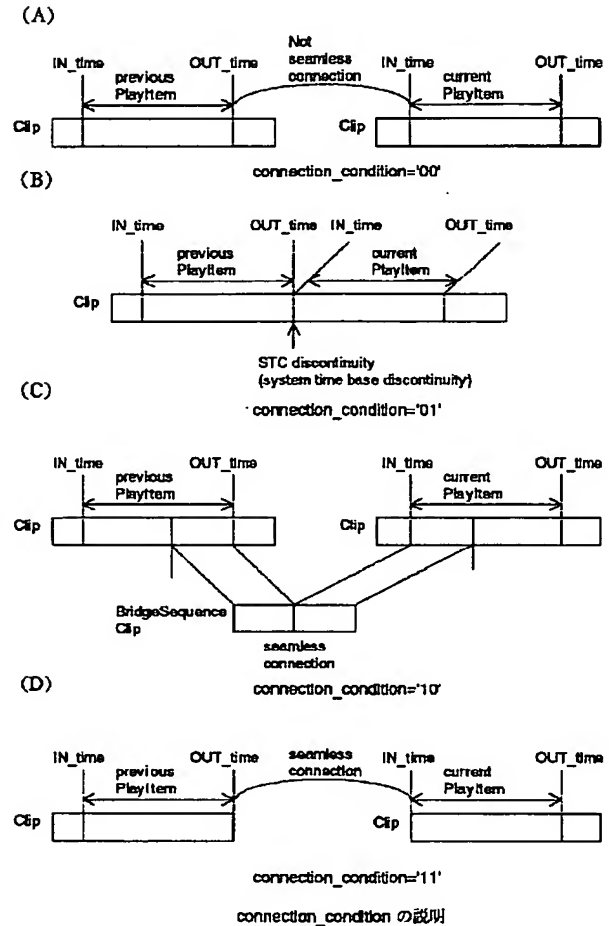 (A)
Not
seamless
connection
IN_time
OUT_time
IN_time
OUT_time
previous
PlayItem
current
PlayItem
Clip
Clip
connection_condition='00'
(B)
IN_time
OUT_time
IN_time
OUT_time
previous
PlayItem
current
PlayItem
Clip
STC discontinuity
(system time base discontinuity)
(C)
connection_condition='01'
IN_time
OUT_time
IN_time
OUT_time
previous
PlayItem
current
PlayItem
Clip
Clip
BridgeSequence
Clip
seamless
connection
(D)
connection_condition='10'
IN_time
OUT_time
seamless
connection
IN_time
OUT_time
previous
PlayItem
current
PlayItem
Clip
Clip
connection_condition='11'
connection_condition の説明